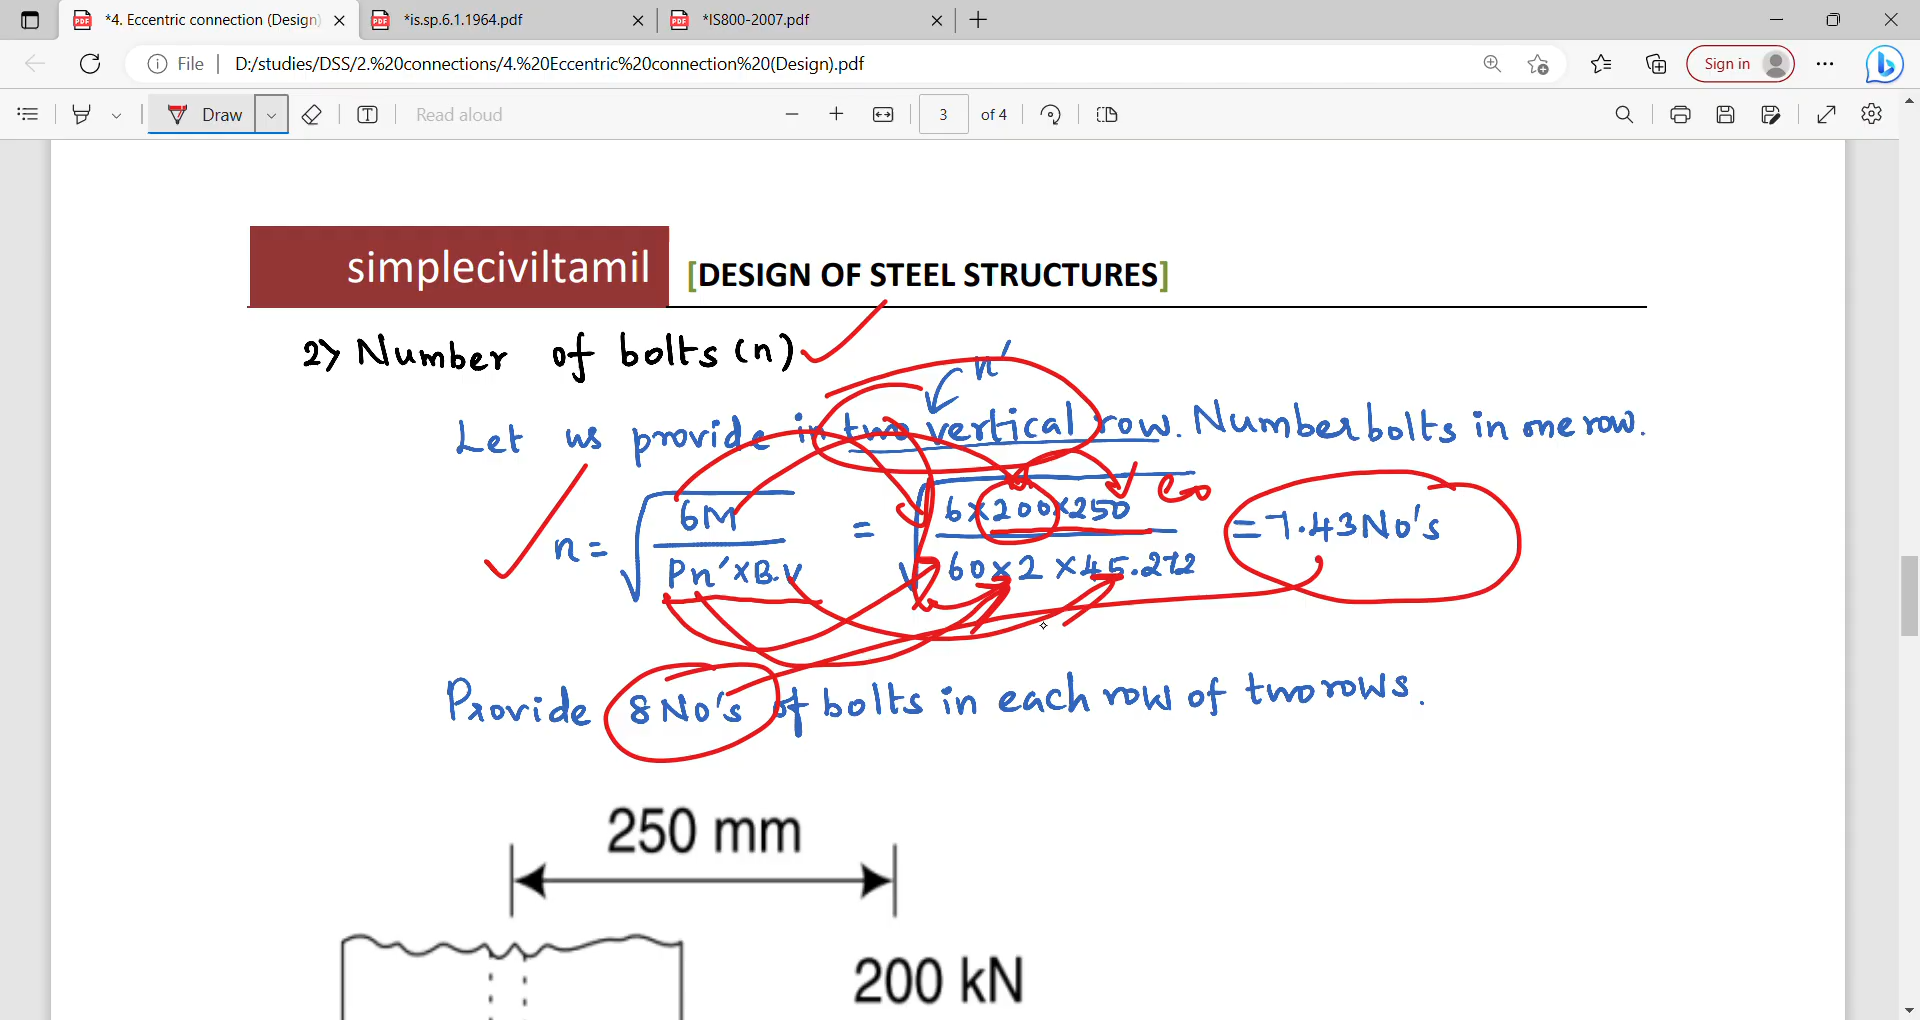 *4. Eccentric connection (Design)
*is.sp.6.1.1964.pdf
*IS800-2007.pdf
File | D:/studies/DSS/2.%20connections/4.%20Eccentric%20connection%20(Design).pdf
Sign in
Draw
Read aloud
3 of 4
simpleciviltamil [DESIGN OF STEEL STRUCTURES]
2> Number of bolts (n)
n'
Let us provide in two vertical row. Number bolts in one row.
n = √(6M / Pn' × B.V) = √(6×200×250 / 60×2×45.272) = 7.43 No's
Provide 8 No's of bolts in each row of two rows.
250 mm
200 kN